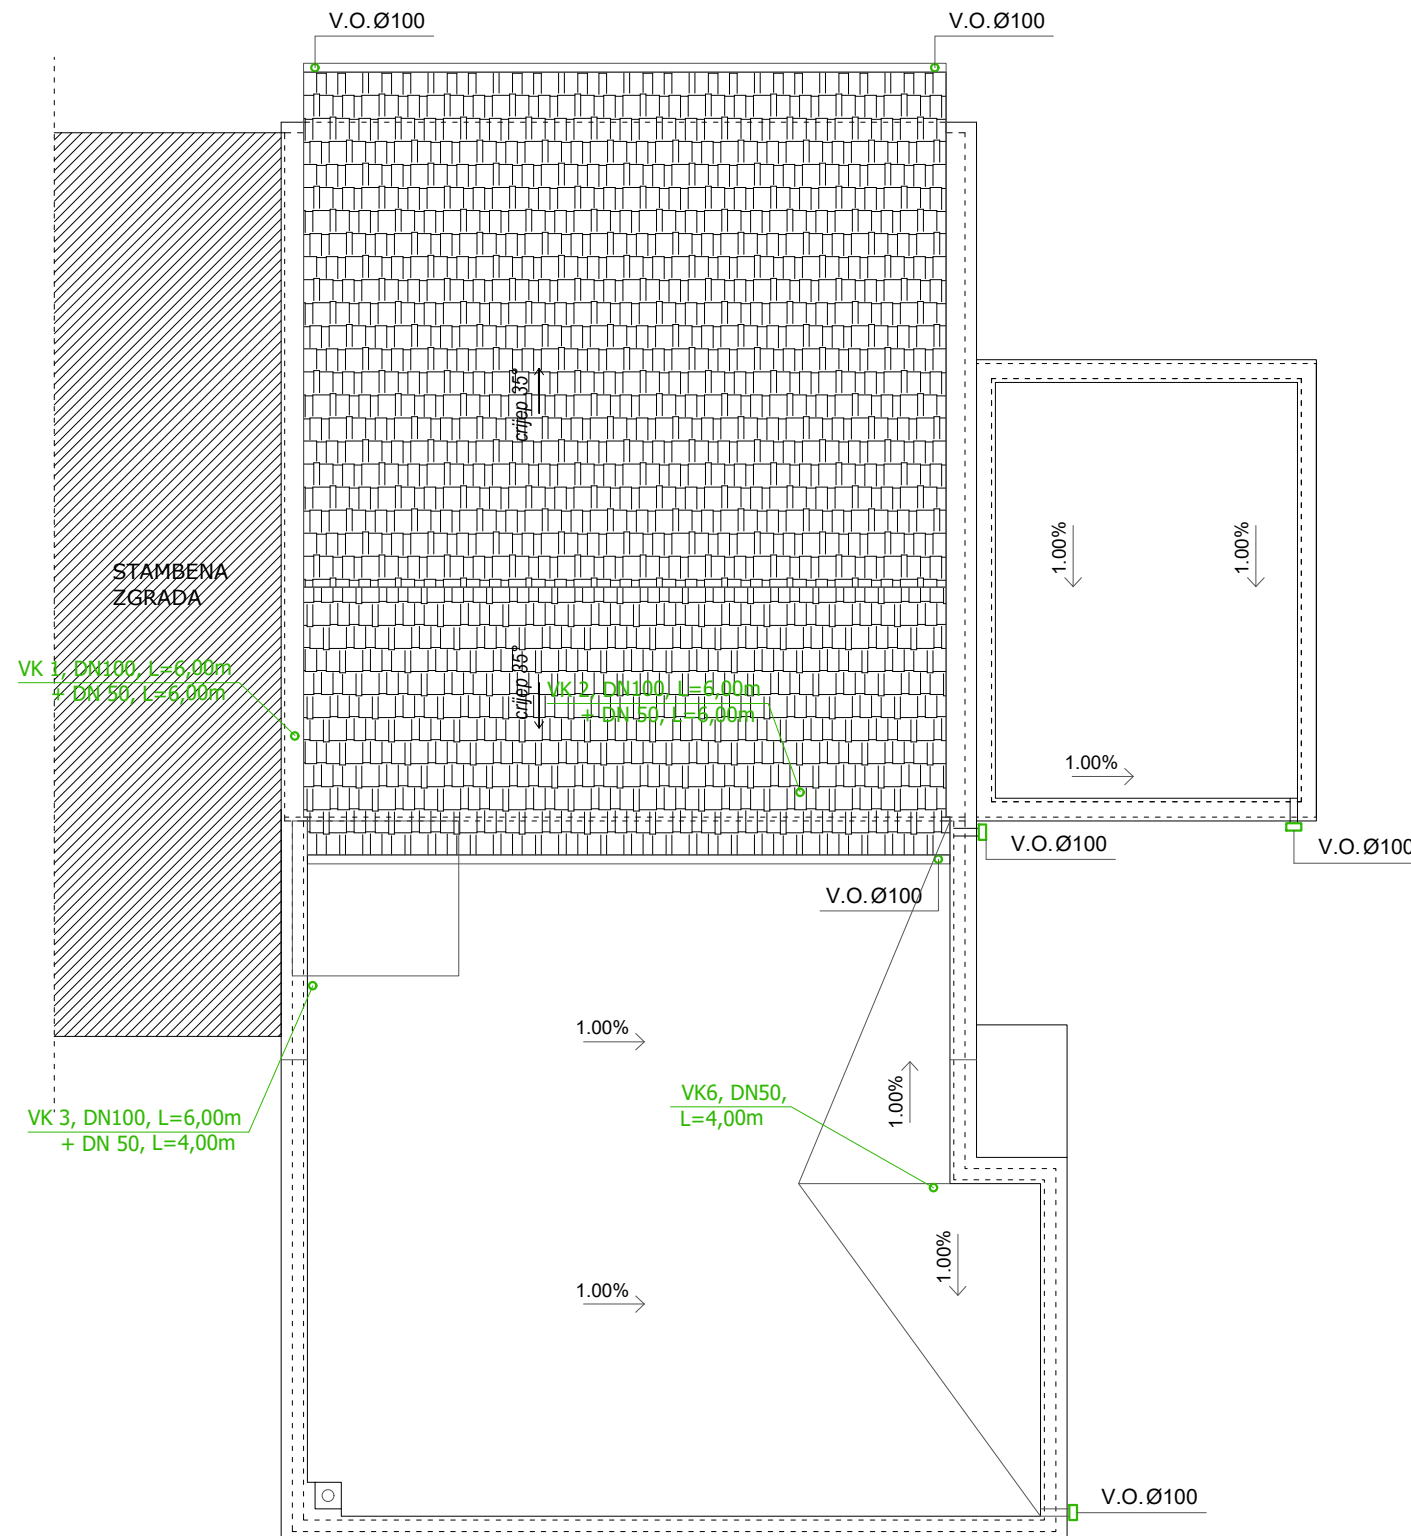 V.O.Ø100
V.O.Ø100
crijep 35°
1.00%
1.00%
STAMBENA
ZGRADA
crijep 35°
VK 1, DN100, L=6,00m
+ DN 50, L=6,00m
VK 2, DN100, L=6,00m
+ DN 50, L=6,00m
1.00%
V.O.Ø100
V.O.Ø100
V.O.Ø100
1.00%
1.00%
VK6, DN50,
L=4,00m
VK 3, DN100, L=6,00m
+ DN 50, L=4,00m
1.00%
1.00%
V.O.Ø100